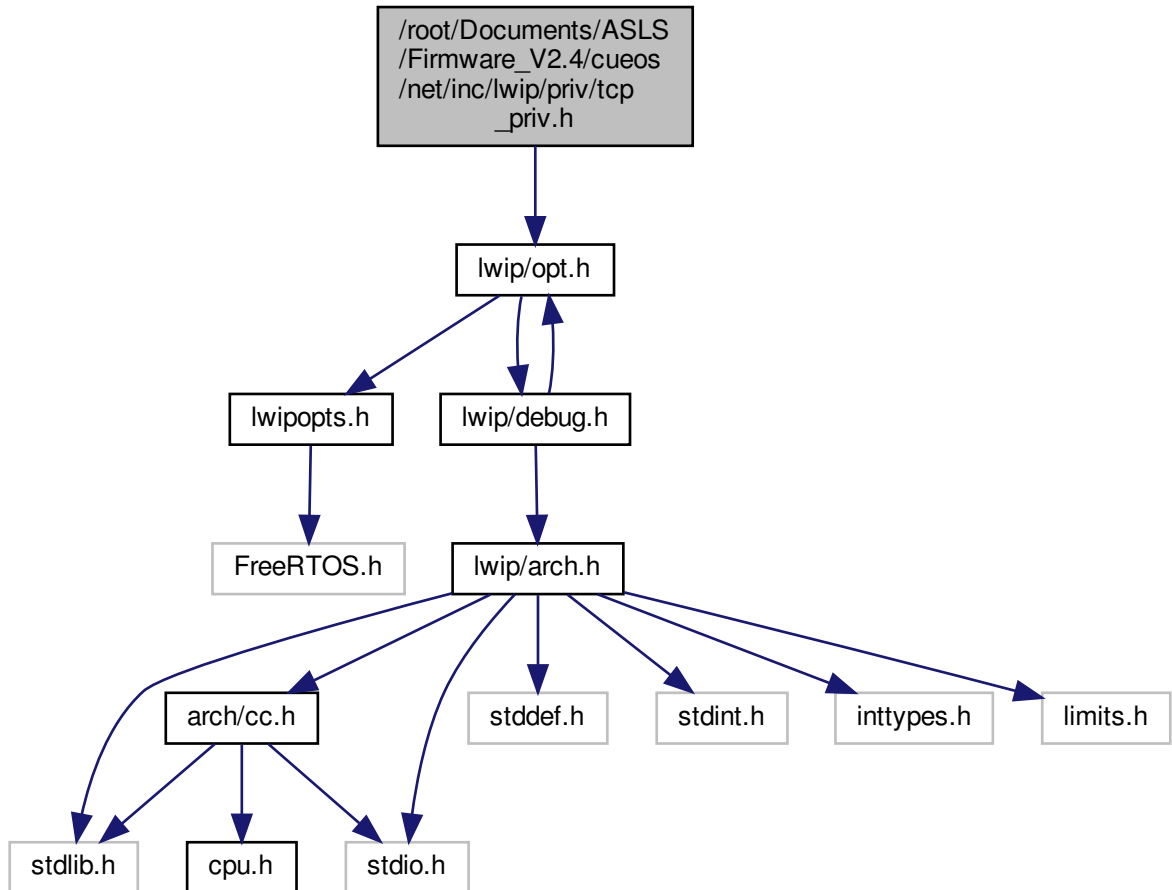 /root/Documents/ASLS
/Firmware_V2.4/cueos
/net/inc/lwip/priv/tcp
_priv.h
lwip/opt.h
lwipopts.h
lwip/debug.h
FreeRTOS.h
lwip/arch.h
arch/cc.h
stddef.h
stdint.h
inttypes.h
limits.h
stdlib.h
cpu.h
stdio.h